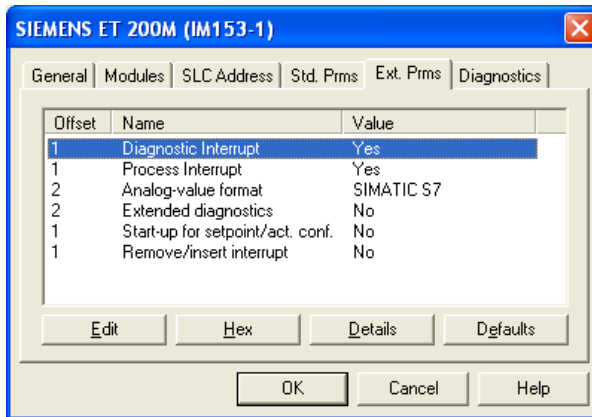 SIEMENS ET 200M (IM153-1)
General Modules SLC Address Std. Prms Ext. Prms Diagnostics
Offset Name Value
1 Diagnostic Interrupt Yes
1 Process Interrupt Yes
2 Analog-value format SIMATIC S7
2 Extended diagnostics No
1 Start-up for setpoint/act. conf. No
1 Remove/insert interrupt No
Edit Hex Details Defaults
OK Cancel Help